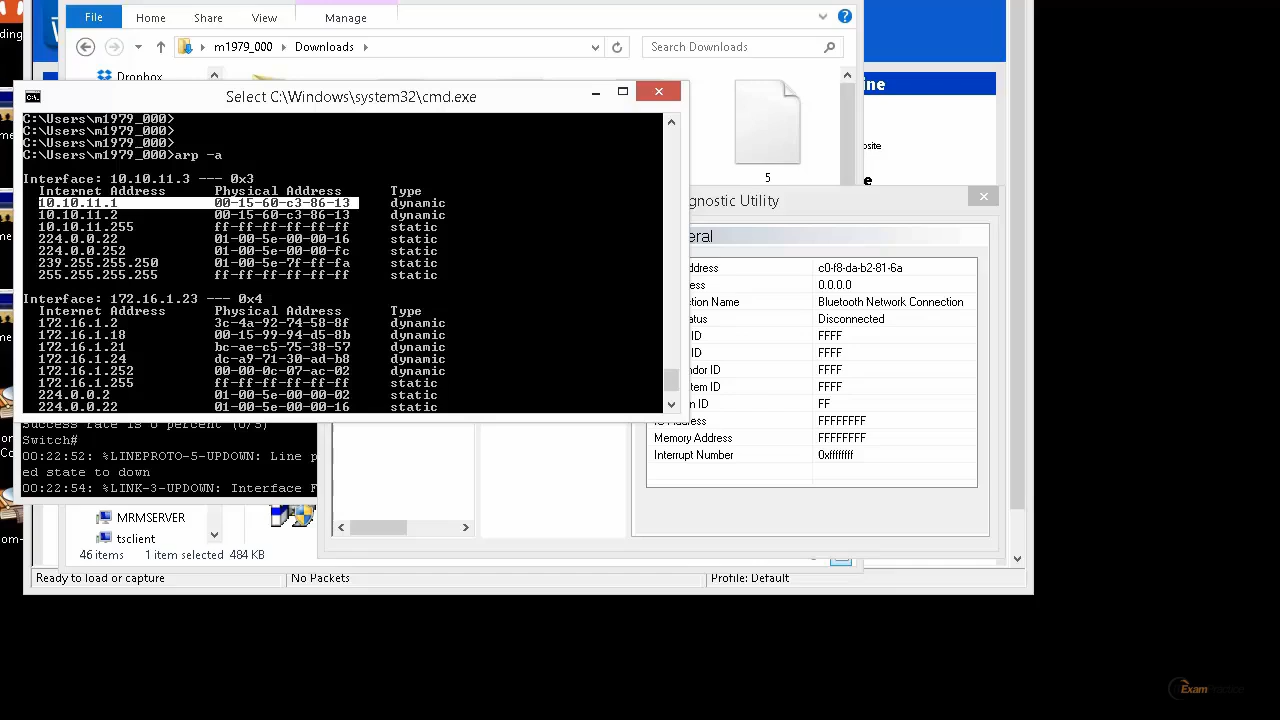 ding
File Home Share View Manage
m1979_000 Downloads Search Downloads
Dropbox
Select C:\Windows\system32\cmd.exe
ine
C:\Users\m1979_000>
C:\Users\m1979_000>
C:\Users\m1979_000>
C:\Users\m1979_000>arp -a
osite
5
e
Interface: 10.10.11.3 --- 0x3
Internet Address Physical Address Type
10.10.11.1 00-15-60-c3-86-13 dynamic
10.10.11.2 00-15-60-c3-86-13 dynamic
10.10.11.255 ff-ff-ff-ff-ff-ff static
224.0.0.22 01-00-5e-00-00-16 static
224.0.0.252 01-00-5e-00-00-fc static
239.255.255.250 01-00-5e-7f-ff-fa static
255.255.255.255 ff-ff-ff-ff-ff-ff static
Interface: 172.16.1.23 --- 0x4
Internet Address Physical Address Type
172.16.1.2 3c-4a-92-74-58-8f dynamic
172.16.1.18 00-15-99-94-d5-8b dynamic
172.16.1.21 bc-ae-c5-75-38-57 dynamic
172.16.1.24 dc-a9-71-30-ad-b8 dynamic
172.16.1.252 00-00-0c-07-ac-02 dynamic
172.16.1.255 ff-ff-ff-ff-ff-ff static
224.0.0.2 01-00-5e-00-00-02 static
224.0.0.22 01-00-5e-00-00-16 static
gnostic Utility
eral
ddress c0-f8-da-b2-81-6a
ess 0.0.0.0
ction Name Bluetooth Network Connection
tatus Disconnected
ID FFFF
ID FFFF
ndor ID FFFF
tem ID FFFF
n ID FF
Address FFFFFFFF
Memory Address FFFFFFFF
Interrupt Number 0xffffffff
Success rate is 0 percent (0/5)
Switch#
00:22:52: %LINEPROTO-5-UPDOWN: Line p
ed state to down
00:22:54: %LINK-3-UPDOWN: Interface F
MRMSERVER
tsclient
46 items 1 item selected 484 KB
Ready to load or capture No Packets Profile: Default
ExamPractice